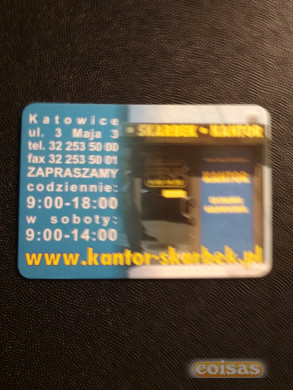 Katowice
ul. 3 Maja 3
tel. 32 253 50 00
fax 32 253 50 01
ZAPRASZAMY
codziennie:
9:00-18:00
w soboty:
9:00-14:00
SKARBEK • KANTOR
KANTOR
www.kantor-skarbek.pl
coisas